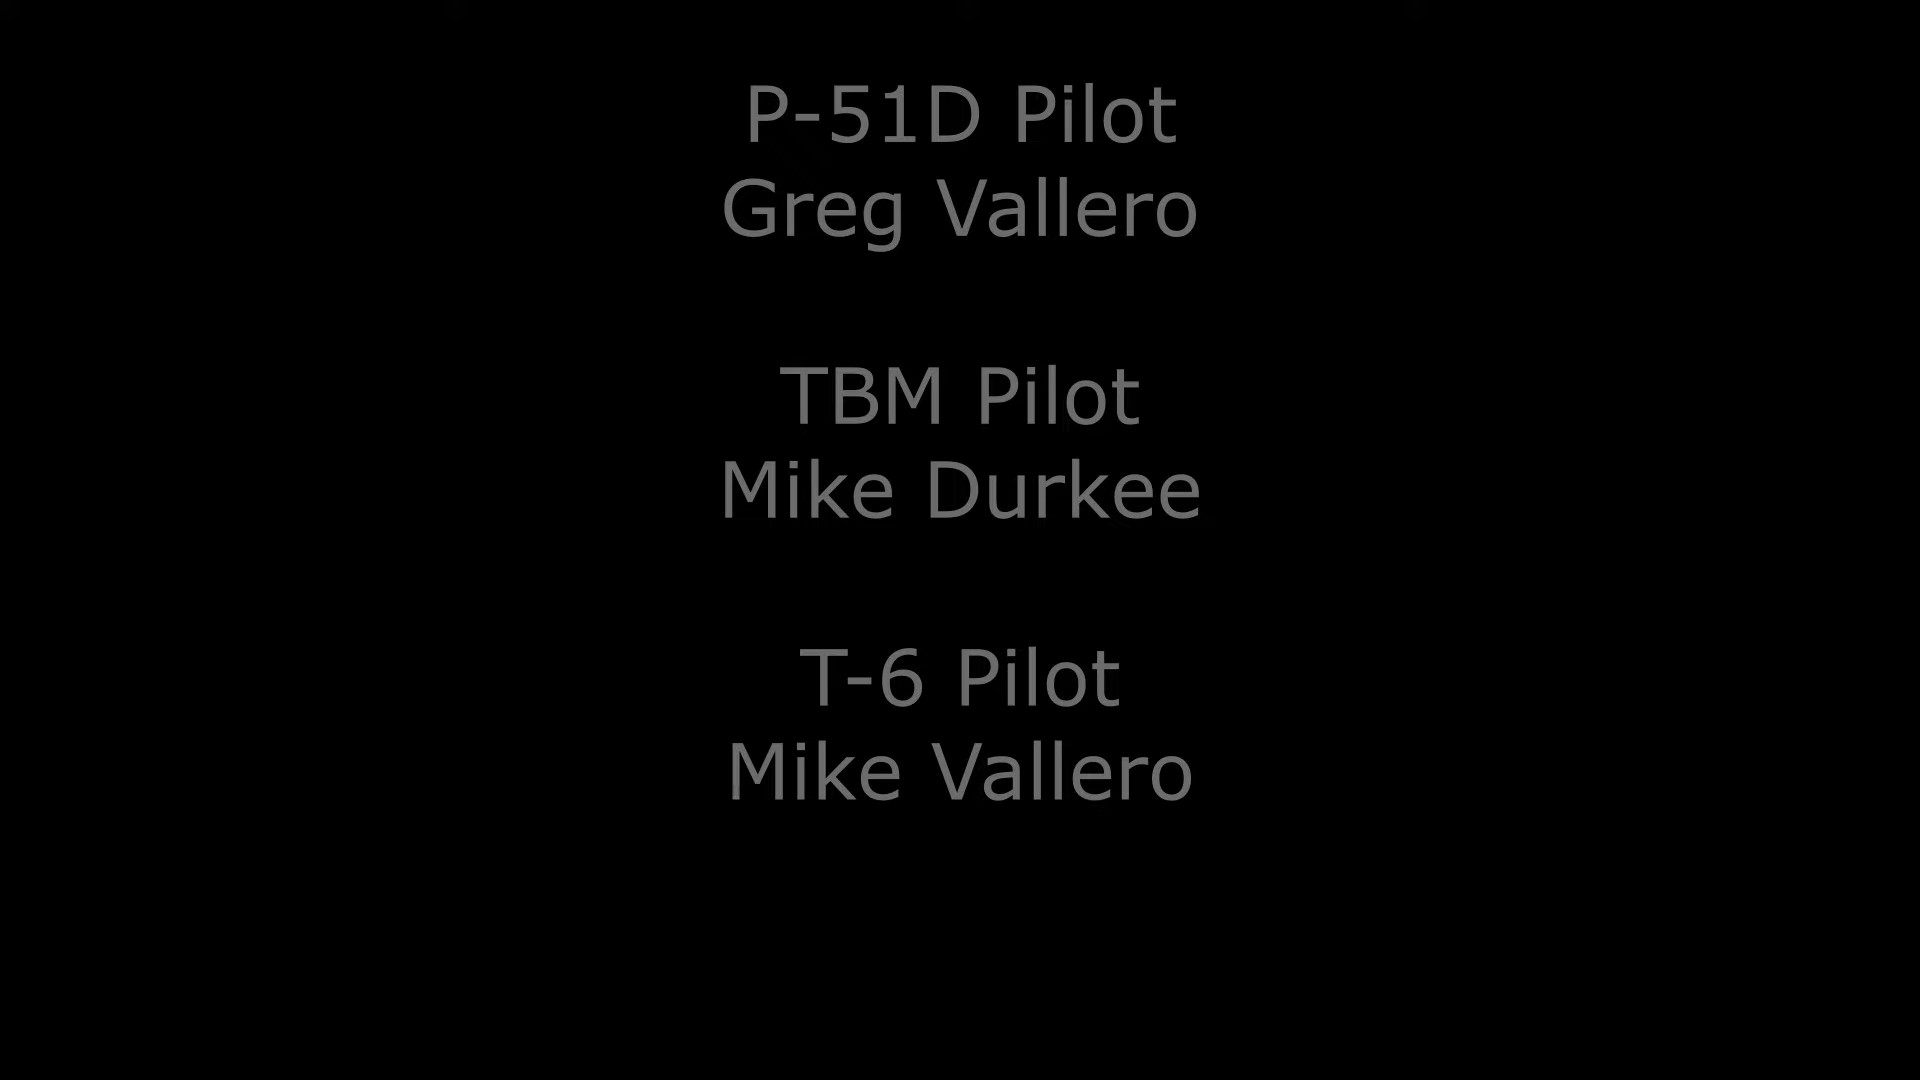 P-51D Pilot
Greg Vallero
TBM Pilot
Mike Durkee
T-6 Pilot
Mike Vallero